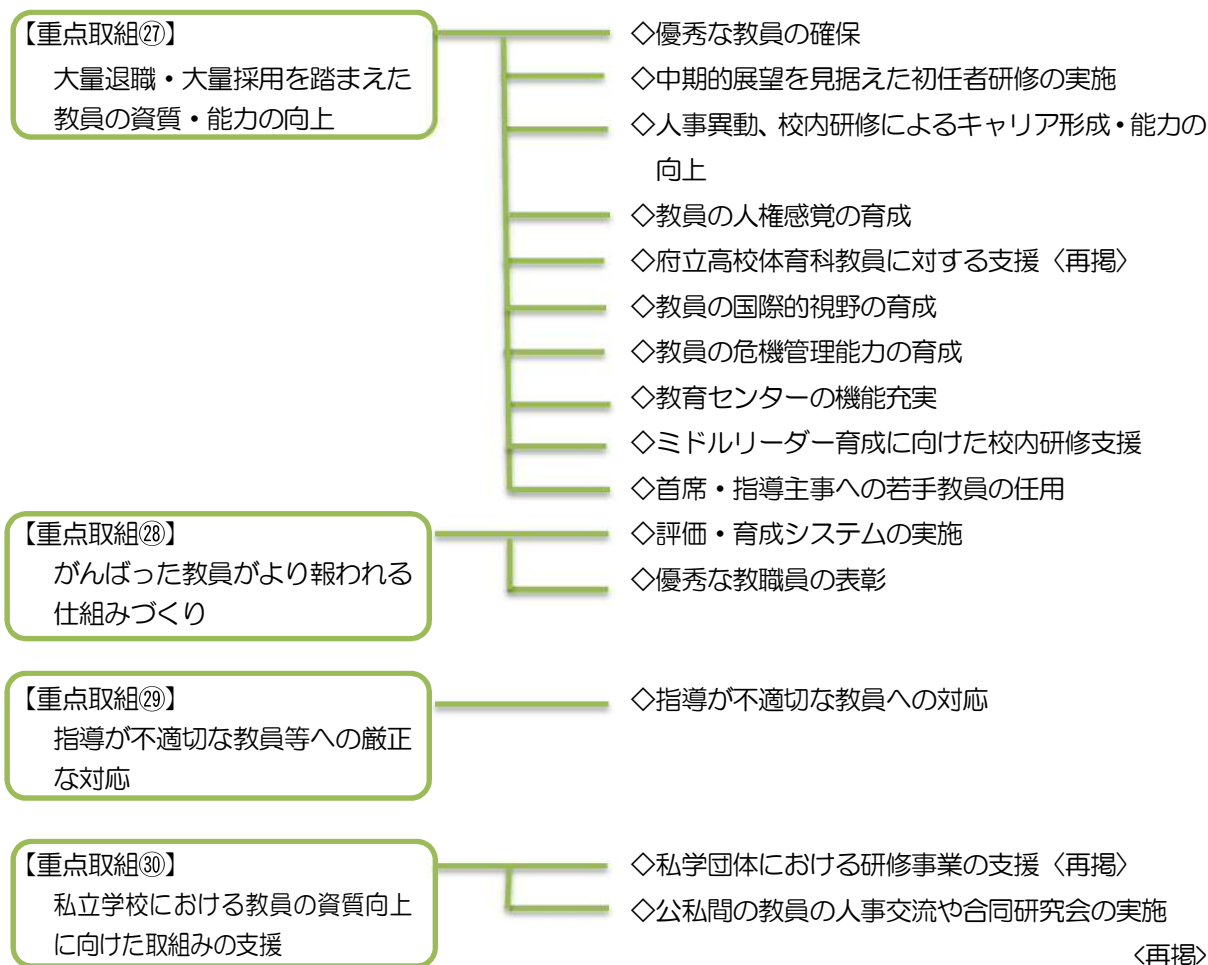 【重点取組㉗】
大量退職・大量採用を踏まえた
教員の資質・能力の向上
◇優秀な教員の確保
◇中期的展望を見据えた初任者研修の実施
◇人事異動、校内研修によるキャリア形成・能力の
向上
◇教員の人権感覚の育成
◇府立高校体育科教員に対する支援〈再掲〉
◇教員の国際的視野の育成
◇教員の危機管理能力の育成
◇教育センターの機能充実
◇ミドルリーダー育成に向けた校内研修支援
◇首席・指導主事への若手教員の任用
【重点取組㉘】
がんばった教員がより報われる
仕組みづくり
◇評価・育成システムの実施
◇優秀な教職員の表彰
【重点取組㉙】
指導が不適切な教員等への厳正
な対応
◇指導が不適切な教員への対応
【重点取組㉚】
私立学校における教員の資質向上
に向けた取組みの支援
◇私学団体における研修事業の支援〈再掲〉
◇公私間の教員の人事交流や合同研究会の実施
〈再掲〉